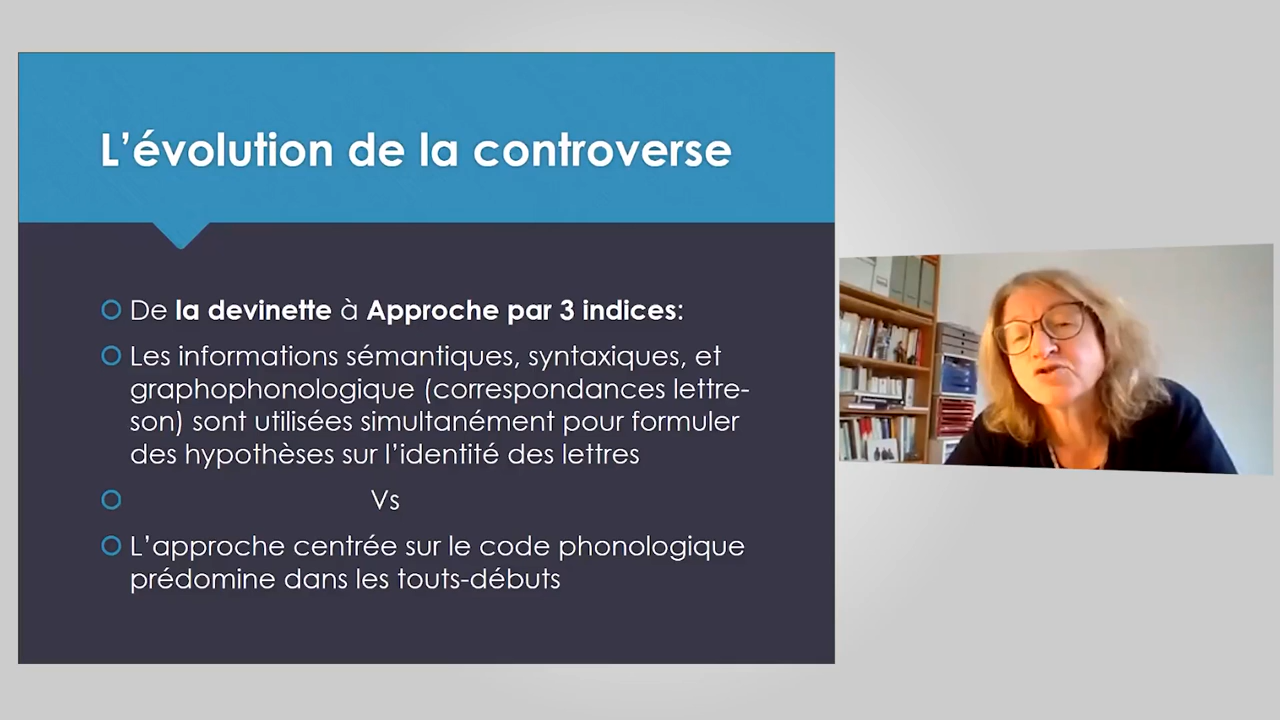 L'évolution de la controverse
De la devinette à Approche par 3 indices:
Les informations sémantiques, syntaxiques, et
graphophonologique (correspondances lettre-
son) sont utilisées simultanément pour formuler
des hypothèses sur l'identité des lettres
Vs
L'approche centrée sur le code phonologique
prédomine dans les touts-débuts